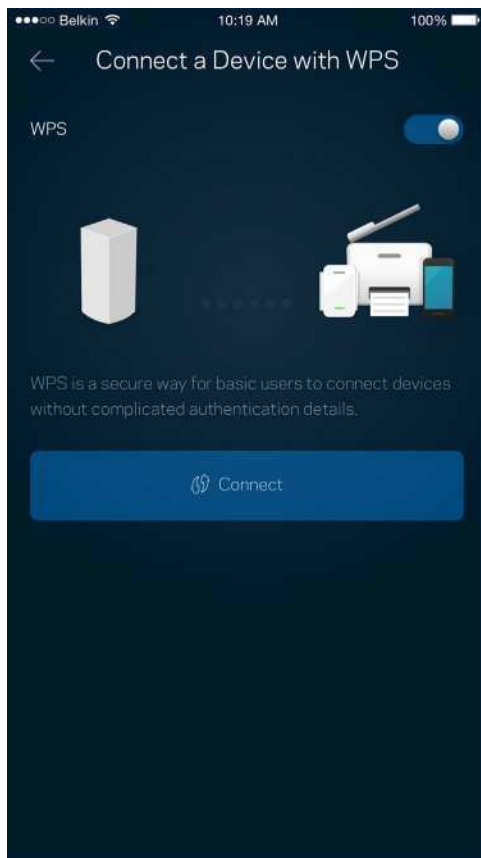 ●●●○○ Belkin 10:19 AM 100%
Connect a Device with WPS
WPS
WPS is a secure way for basic users to connect devices
without complicated authentication details.
Connect